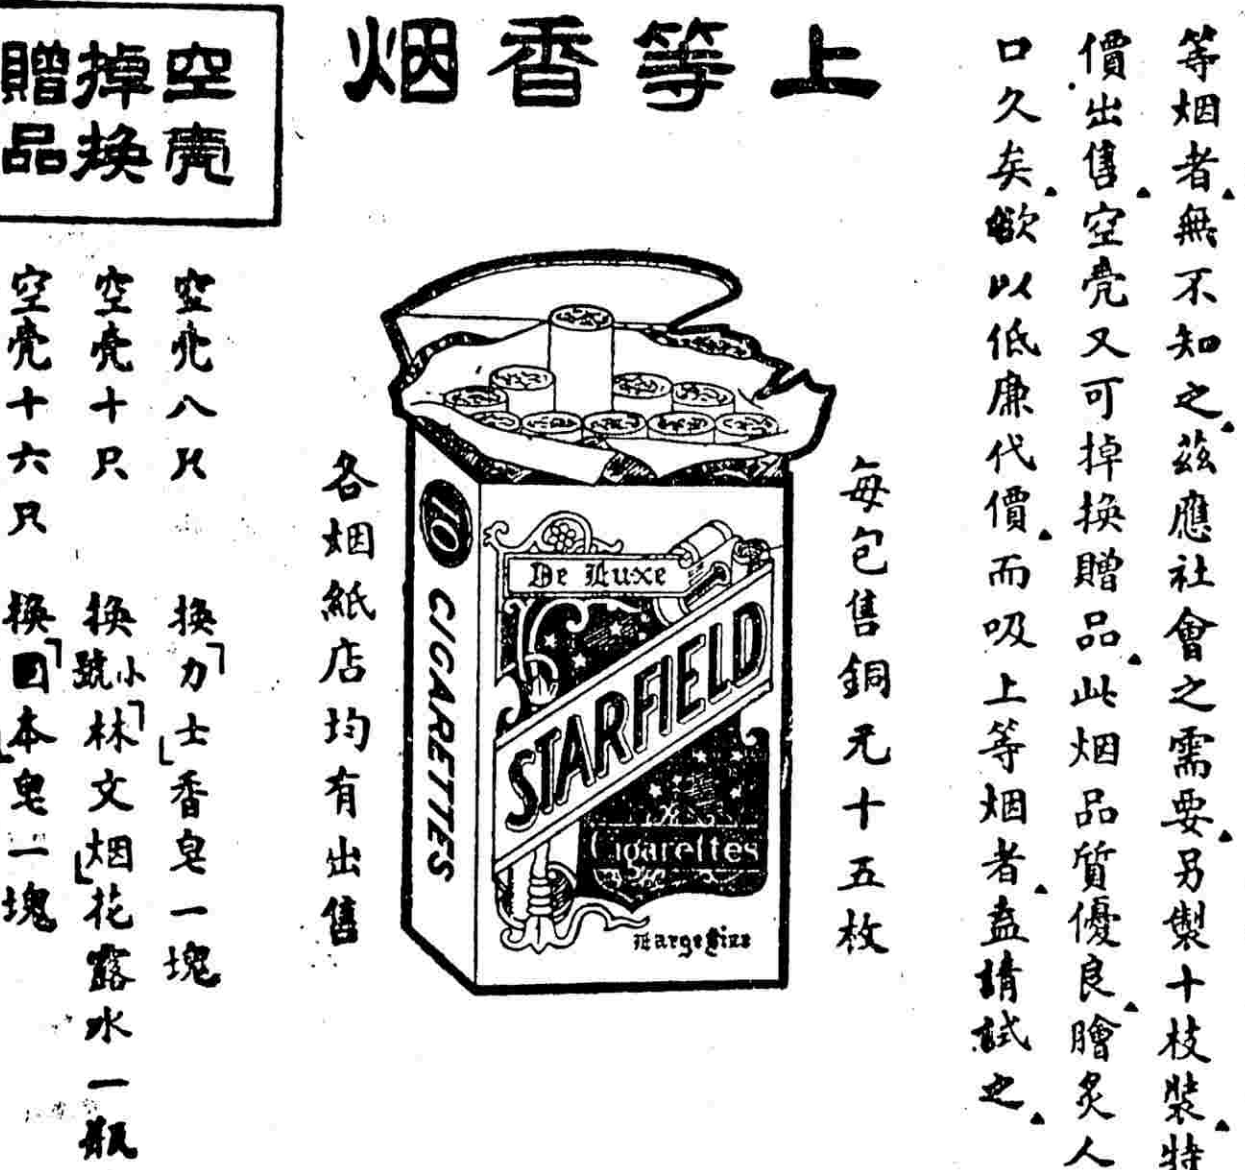 上等香烟
等烟者無不知之茲應社會之需要另製十枝裝特
價出售空壳又可掉換贈品此烟品質優良膾炙人
口久矣欲以低廉代價而吸上等烟者盍請試之
每包售銅元十五枚
10 CIGARETTES
De Luxe
STARFIELD
Cigarettes
Large Size
各烟紙店均有出售
空壳
掉換
贈品
空壳八只 換「力士」香皂一塊
空壳十只 換小號「林文烟」花露水一瓶
空壳十六只 換「固本」皂一塊